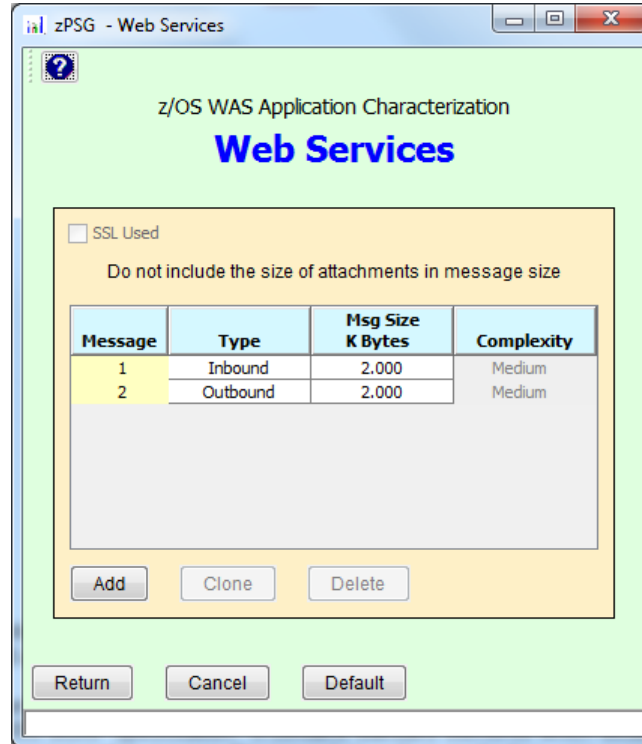 zPSG - Web Services
?
z/OS WAS Application Characterization
Web Services
SSL Used
Do not include the size of attachments in message size
Message Type Msg Size K Bytes Complexity
1 Inbound 2.000 Medium
2 Outbound 2.000 Medium
Add Clone Delete
Return Cancel Default